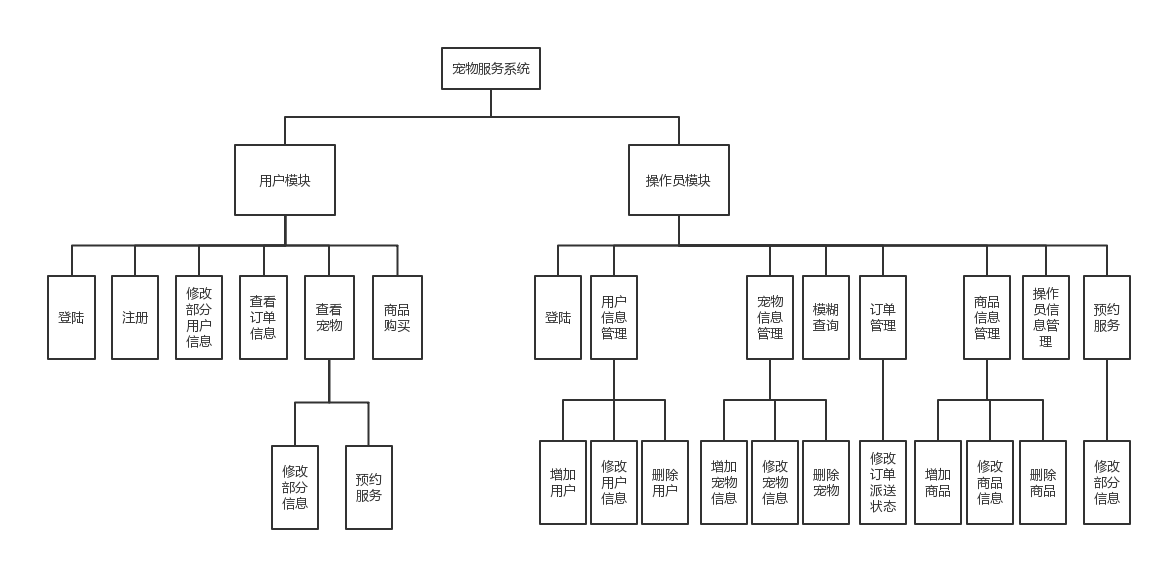 宠物服务系统
用户模块
操作员模块
登陆
注册
修改
部分
用户
信息
查看
订单
信息
查看
宠物
商品
购买
登陆
用户
信息
管理
宠物
信息
管理
模糊
查询
订单
管理
商品
信息
管理
操作
员信
息管
理
预约
服务
修改
部分
信息
预约
服务
增加
用户
修改
用户
信息
删除
用户
增加
宠物
信息
修改
宠物
信息
删除
宠物
修改
订单
派送
状态
增加
商品
修改
商品
信息
删除
商品
修改
部分
信息